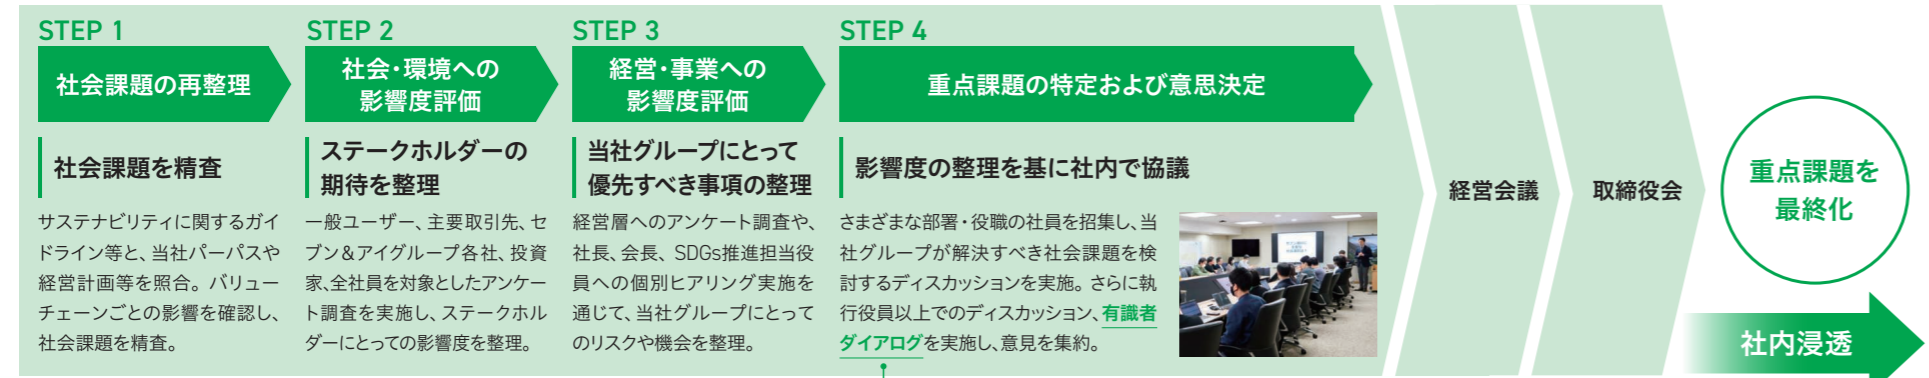 STEP 1
社会課題の再整理
社会課題を精査
サステナビリティに関するガイ
ドライン等と、当社パーパスや
経営計画等を照合。バリュー
チェーンごとの影響を確認し、
社会課題を精査。
STEP 2
社会・環境への
影響度評価
ステークホルダーの
期待を整理
一般ユーザー、主要取引先、セ
ブン＆アイグループ各社、投資
家、全社員を対象としたアンケー
ト調査を実施し、ステークホル
ダーにとっての影響度を整理。
STEP 3
経営・事業への
影響度評価
当社グループにとって
優先すべき事項の整理
経営層へのアンケート調査や、
社長、会長、SDGs推進担当役
員への個別ヒアリング実施を
通じて、当社グループにとって
のリスクや機会を整理。
STEP 4
重点課題の特定および意思決定
影響度の整理を基に社内で協議
さまざまな部署・役職の社員を招集し、当
社グループが解決すべき社会課題を検
討するディスカッションを実施。さらに執
行役員以上でのディスカッション、有識者
ダイアログを実施し、意見を集約。
経営会議
取締役会
重点課題を
最終化
社内浸透